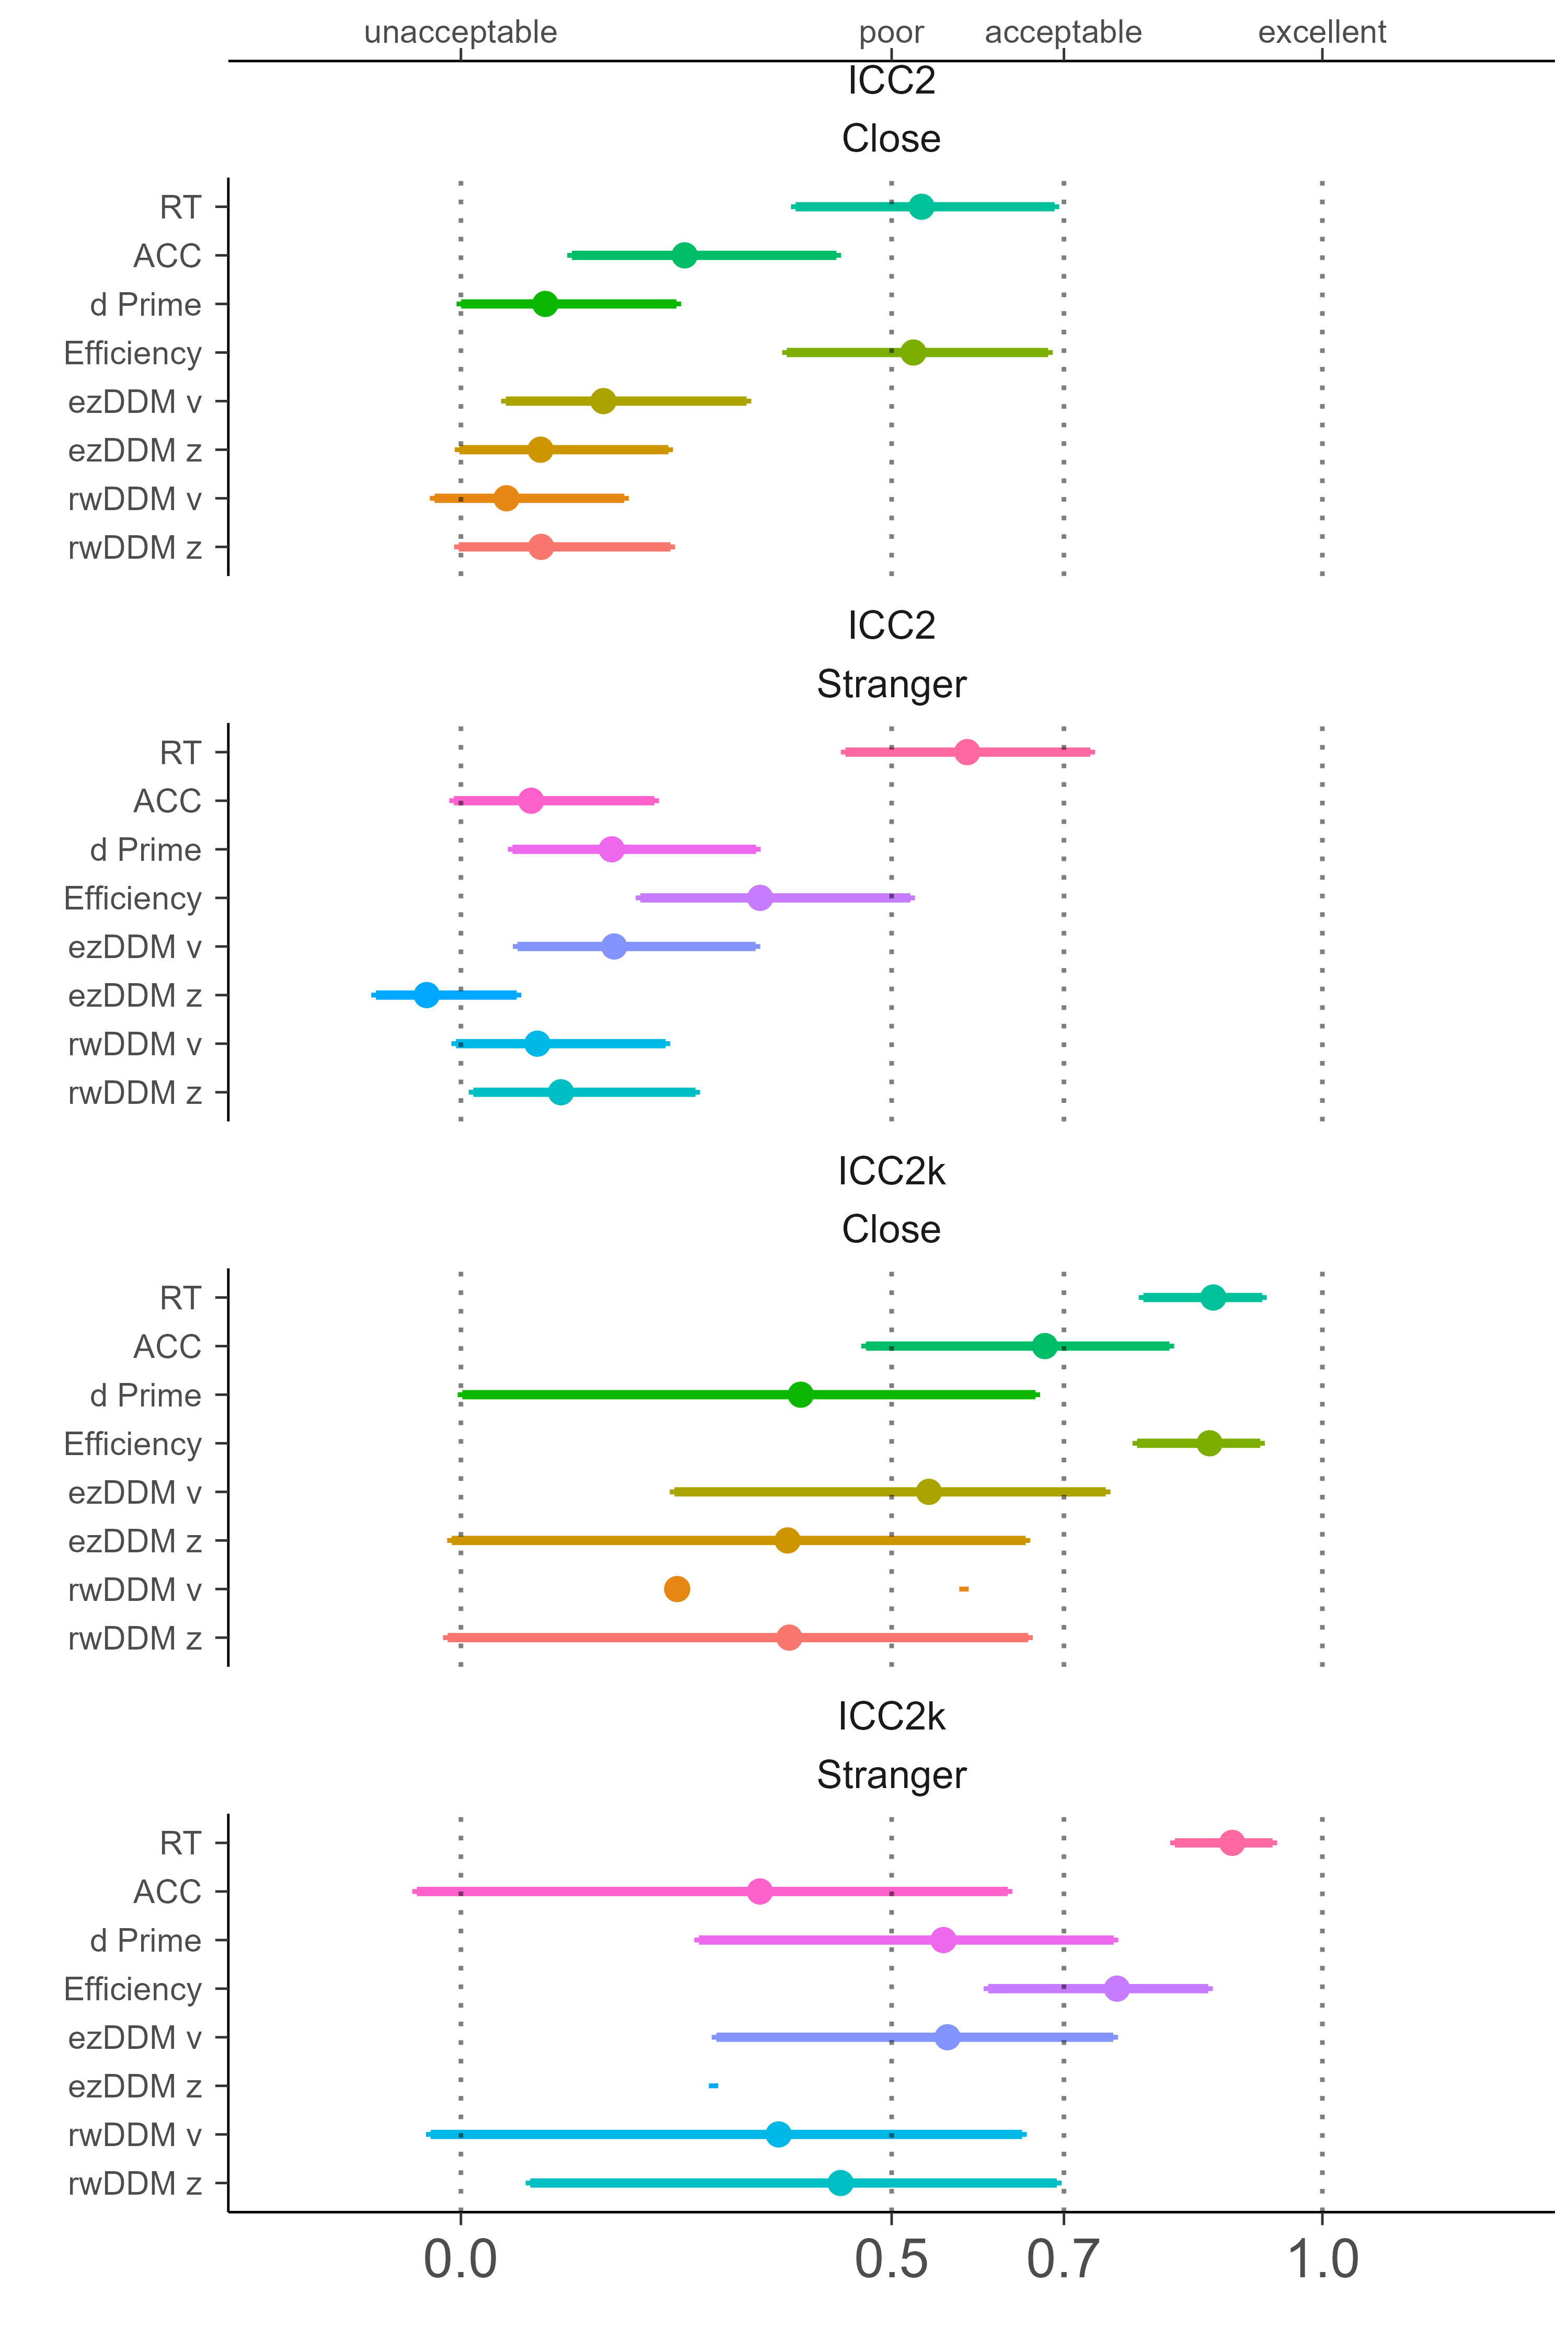 unacceptable poor acceptable excellent
ICC2
Close
RT
ACC
d Prime
Efficiency
ezDDM v
ezDDM z
rwDDM v
rwDDM z
ICC2
Stranger
RT
ACC
d Prime
Efficiency
ezDDM v
ezDDM z
rwDDM v
rwDDM z
ICC2k
Close
RT
ACC
d Prime
Efficiency
ezDDM v
ezDDM z
rwDDM v
rwDDM z
ICC2k
Stranger
RT
ACC
d Prime
Efficiency
ezDDM v
ezDDM z
rwDDM v
rwDDM z
0.0 0.5 0.7 1.0